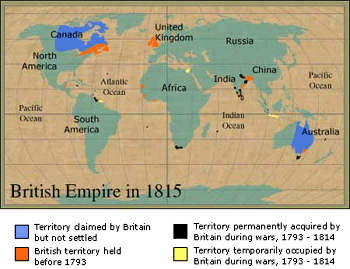 Canada
United
Kingdom
Russia
North
America
Atlantic
Ocean
China
Pacific
Ocean
Africa
India
Pacific
Ocean
South
America
Indian
Ocean
Australia
British Empire in 1815
Territory claimed by Britain
but not settled
British territory held
before 1793
Territory permanently acquired by
Britain during wars, 1793 - 1814
Territory temporarily occupied by
Britain during wars, 1793 - 1814